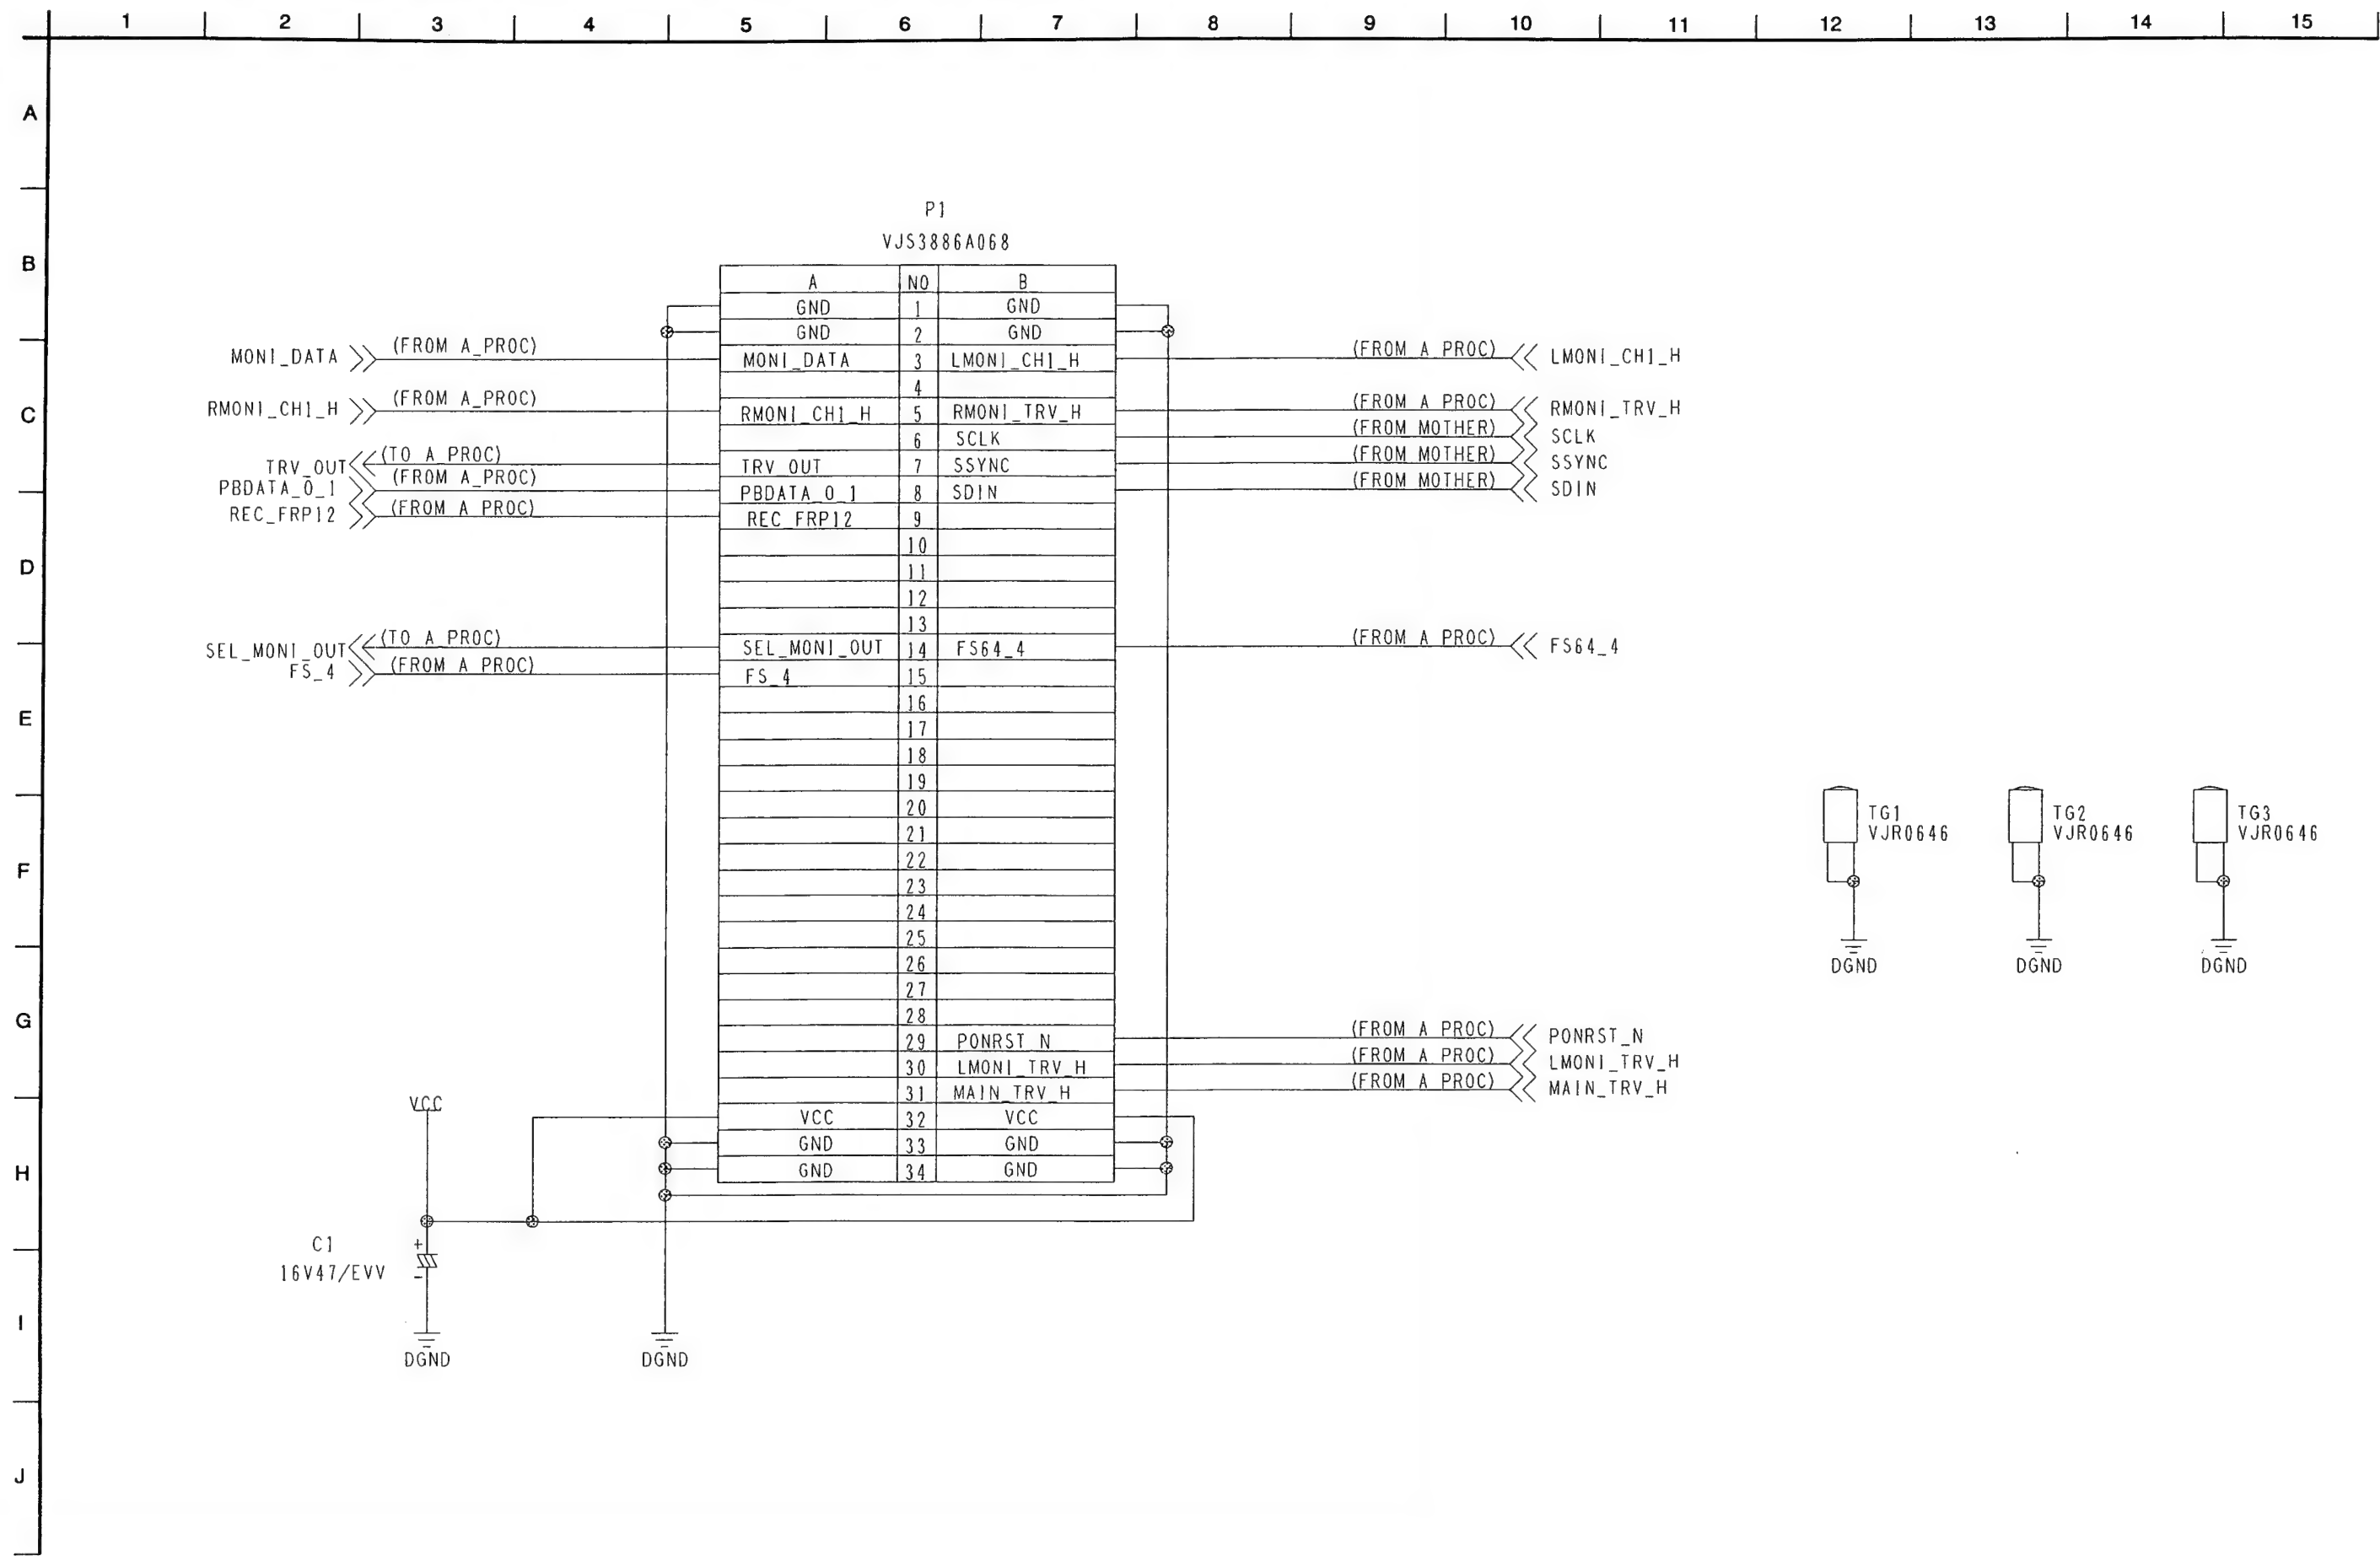 1 2 3 4 5 6 7 8 9 10 11 12 13 14 15
A
B
C
D
E
F
G
H
I
J
P1
VJS3886A068
A NO B
GND 1 GND
GND 2 GND
MONI_DATA (FROM A_PROC) MONI_DATA 3 LMONI_CH1_H (FROM A_PROC) LMONI_CH1_H
4
RMONI_CH1_H (FROM A_PROC) RMONI_CH1_H 5 RMONI_TRV_H (FROM A_PROC) RMONI_TRV_H
6 SCLK (FROM MOTHER) SCLK
TRV_OUT (TO A_PROC) TRV_OUT 7 SSYNC (FROM MOTHER) SSYNC
PBDATA_0_1 (FROM A_PROC) PBDATA_0_1 8 SDIN (FROM MOTHER) SDIN
REC_FRP12 (FROM A_PROC) REC_FRP12 9
10
11
12
13
SEL_MONI_OUT (TO A_PROC) SEL_MONI_OUT 14 FS64_4 (FROM A_PROC) FS64_4
FS_4 (FROM A_PROC) FS_4 15
16
17
18
19
20
21
22
23
24
25
26
27
28
29 PONRST_N (FROM A_PROC) PONRST_N
30 LMONI_TRV_H (FROM A_PROC) LMONI_TRV_H
31 MAIN_TRV_H (FROM A_PROC) MAIN_TRV_H
VCC 32 VCC
GND 33 GND
GND 34 GND
VCC
C1
16V47/EVV
+
-
DGND
DGND
TG1
VJR0646
DGND
TG2
VJR0646
DGND
TG3
VJR0646
DGND